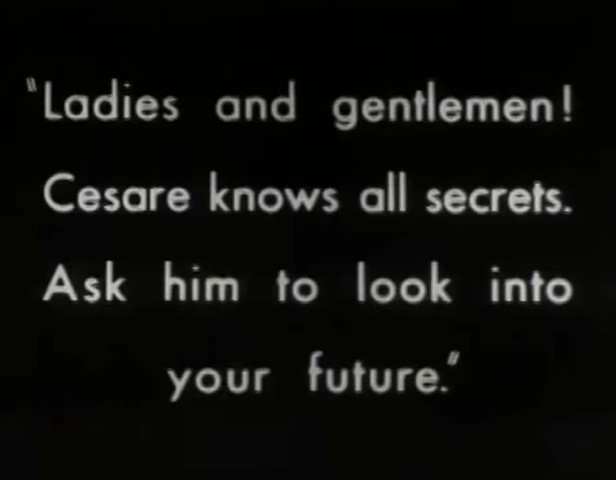 "Ladies and gentlemen!
Cesare knows all secrets.
Ask him to look into
your future."